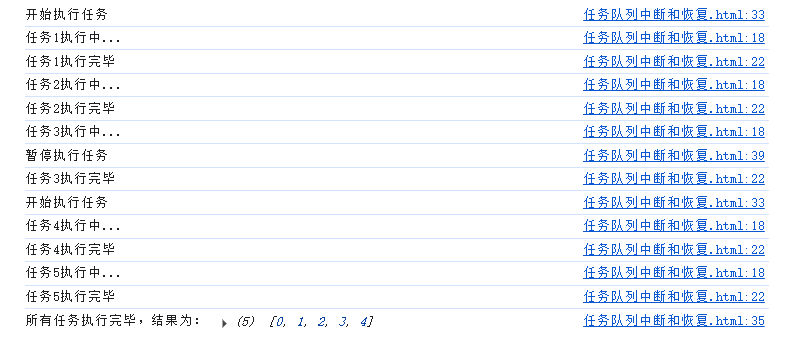 开始执行任务 任务队列中断和恢复.html:33
任务1执行中... 任务队列中断和恢复.html:18
任务1执行完毕 任务队列中断和恢复.html:22
任务2执行中... 任务队列中断和恢复.html:18
任务2执行完毕 任务队列中断和恢复.html:22
任务3执行中... 任务队列中断和恢复.html:18
暂停执行任务 任务队列中断和恢复.html:39
任务3执行完毕 任务队列中断和恢复.html:22
开始执行任务 任务队列中断和恢复.html:33
任务4执行中... 任务队列中断和恢复.html:18
任务4执行完毕 任务队列中断和恢复.html:22
任务5执行中... 任务队列中断和恢复.html:18
任务5执行完毕 任务队列中断和恢复.html:22
所有任务执行完毕，结果为： ▶ (5) [0, 1, 2, 3, 4] 任务队列中断和恢复.html:35